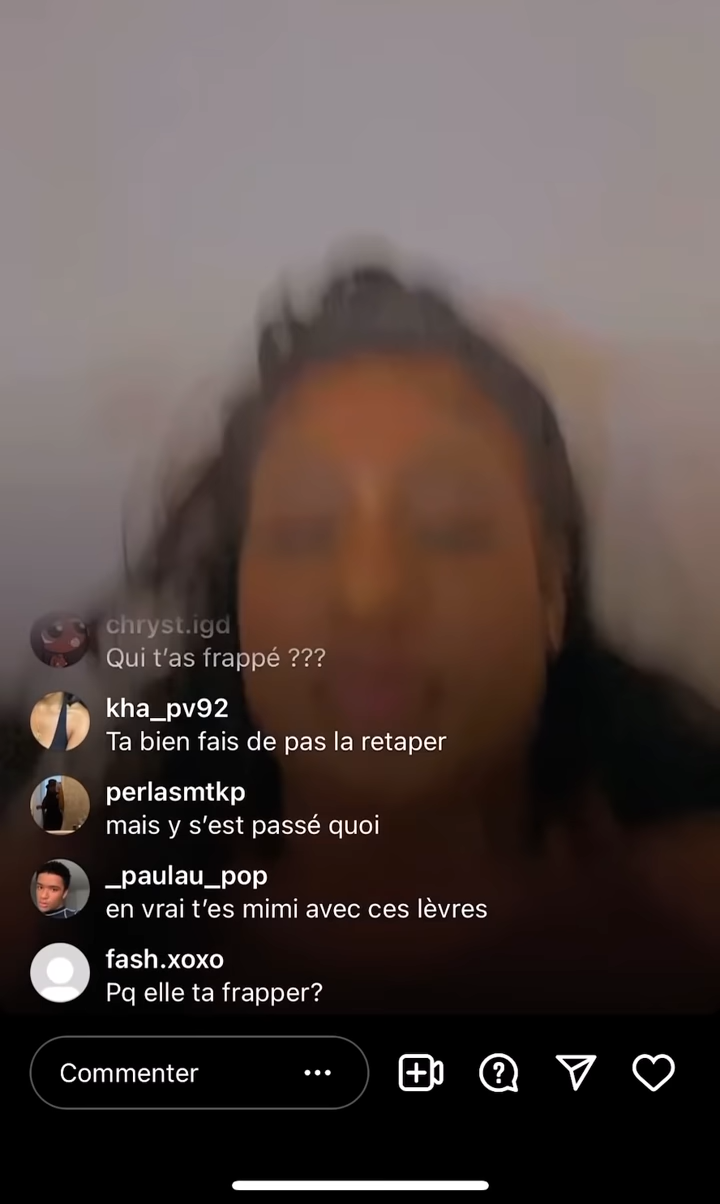 chryst.igd
Qui t’as frappé ???
kha_pv92
Ta bien fais de pas la retaper
perlasmtkp
mais y s’est passé quoi
_paulau_pop
en vrai t’es mimi avec ces lèvres
fash.xoxo
Pq elle ta frapper?
Commenter